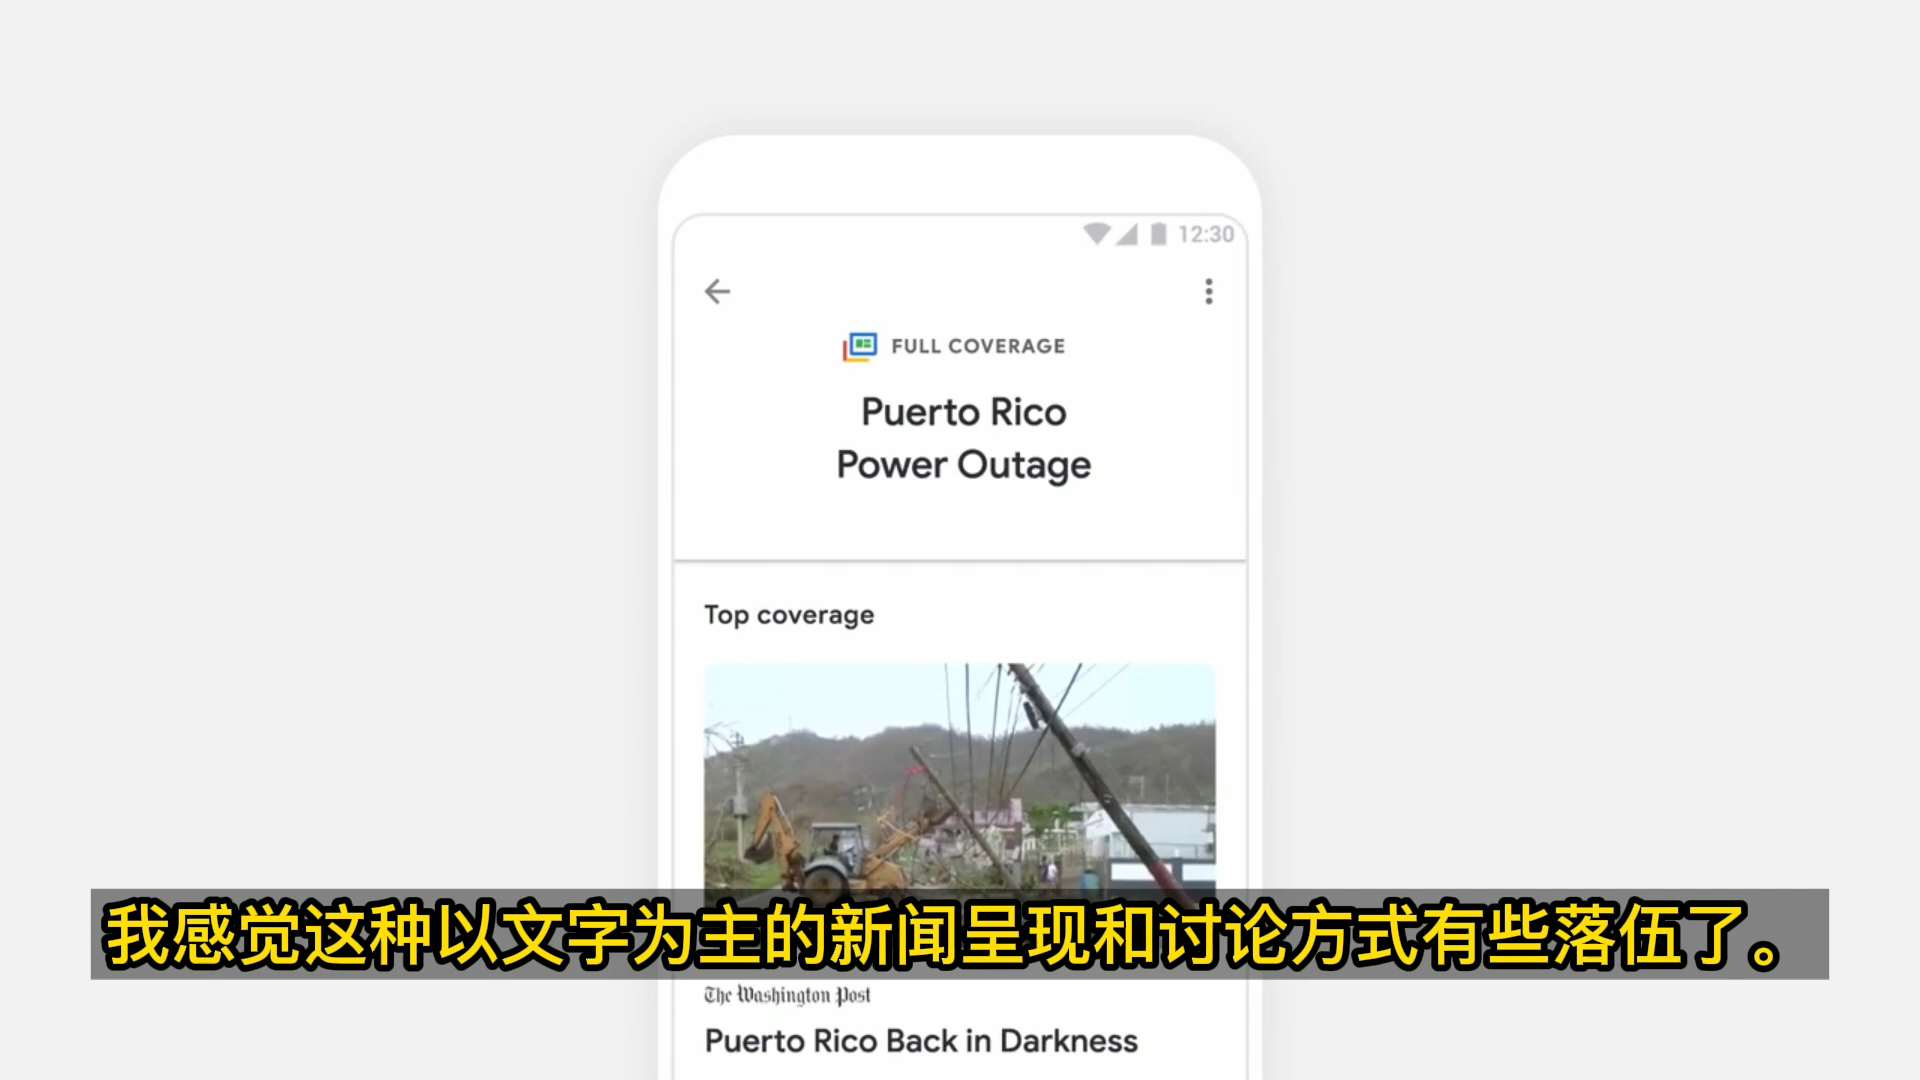 12:30
FULL COVERAGE
Puerto Rico
Power Outage
Top coverage
我感觉这种以文字为主的新闻呈现和讨论方式有些落伍了。
The Washington Post
Puerto Rico Back in Darkness